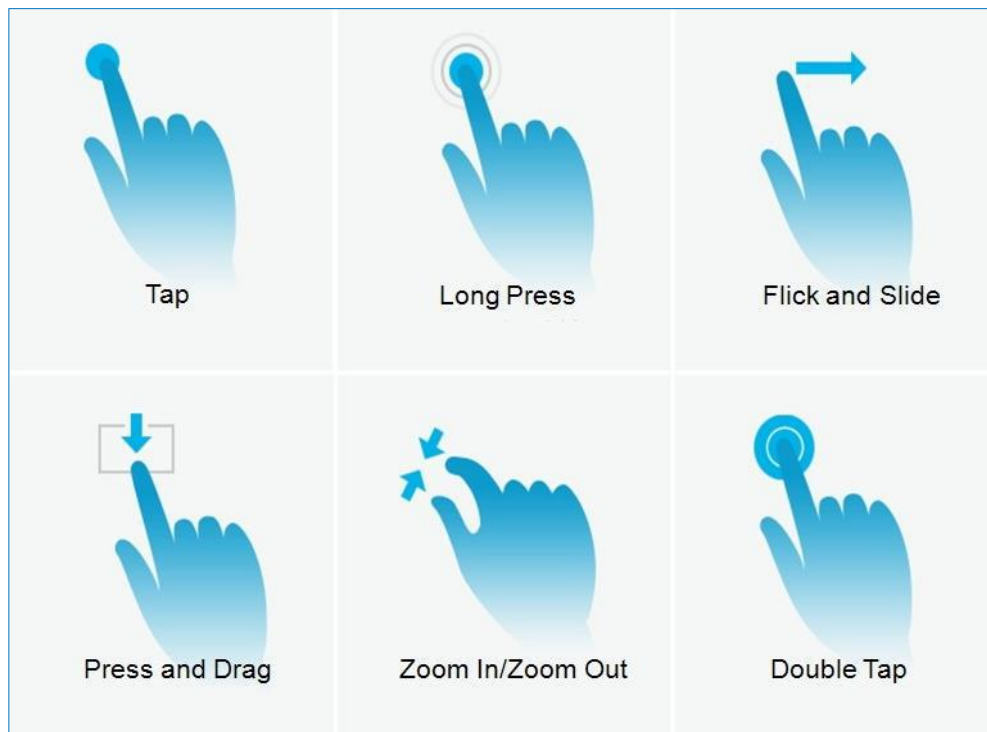 Tap
Long Press
Flick and Slide
Press and Drag
Zoom In/Zoom Out
Double Tap